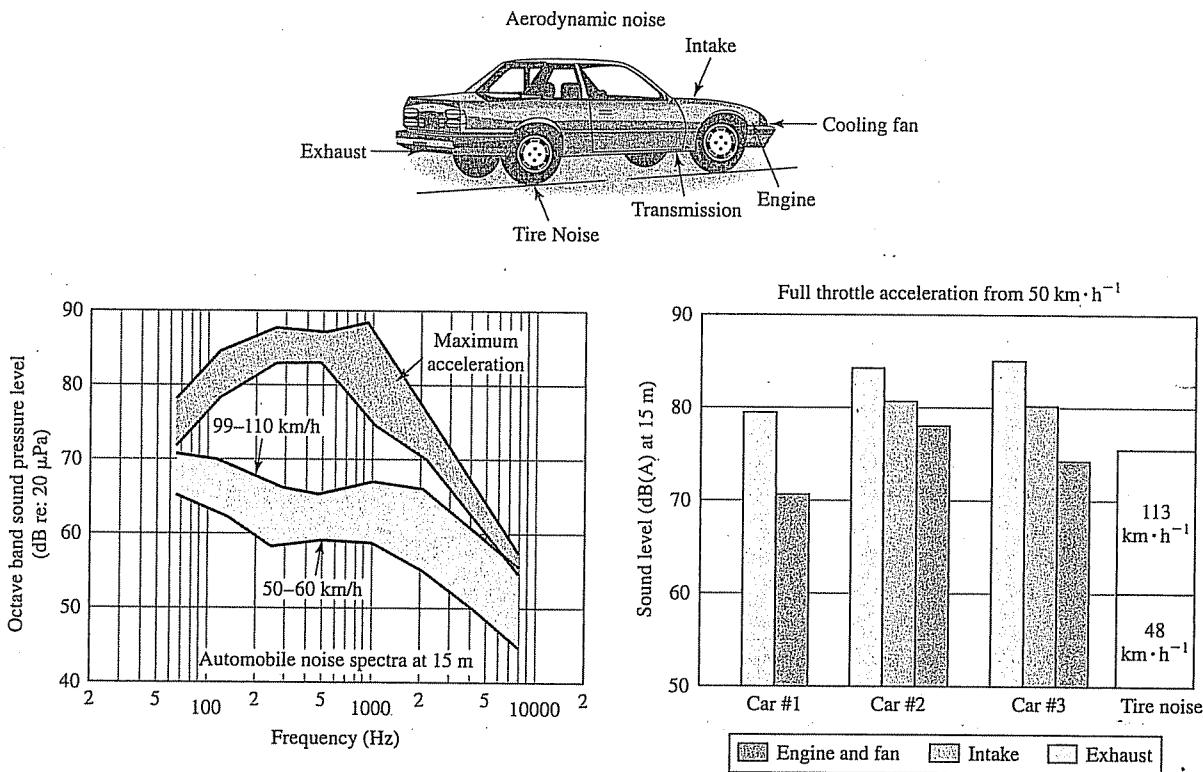 Aerodynamic noise
Intake
Cooling fan
Exhaust
Engine
Transmission
Tire Noise
Octave band sound pressure level
(dB re: 20 μPa)
90
80
70
60
50
40
Maximum
acceleration
99–110 km/h
50–60 km/h
Automobile noise spectra at 15 m
2 5 100 2 5 1000 2 5 10000 2
Frequency (Hz)
Full throttle acceleration from 50 km·h⁻¹
Sound level (dB(A) at 15 m)
90
80
70
60
50
113
km·h⁻¹
48
km·h⁻¹
Car #1 Car #2 Car #3 Tire noise
Engine and fan Intake Exhaust